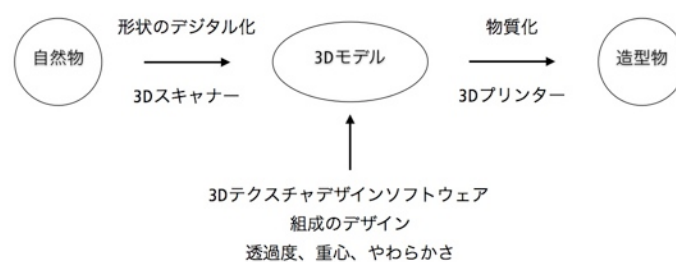 自然物
形状のデジタル化
3Dスキャナー
3Dモデル
物質化
3Dプリンター
造型物
3Dテクスチャデザインソフトウェア
組成のデザイン
透過度、重心、やわらかさ